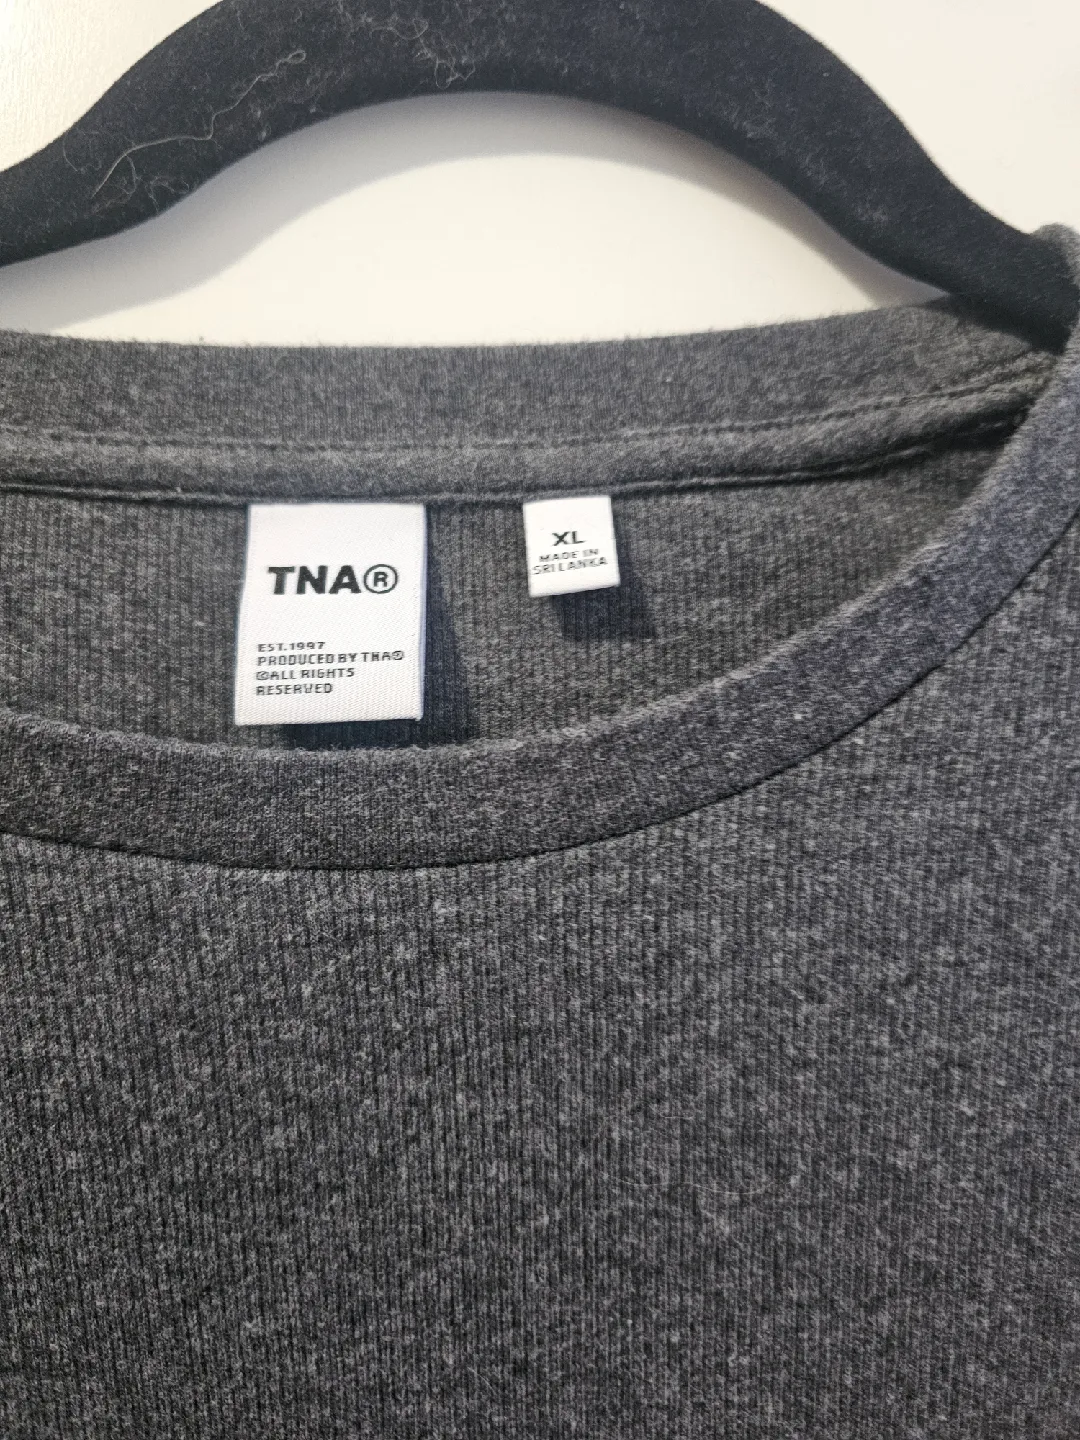 TNA®
EST.1997
PRODUCED BY TNA®
©ALL RIGHTS
RESERVED
XL
MADE IN
SRI LANKA